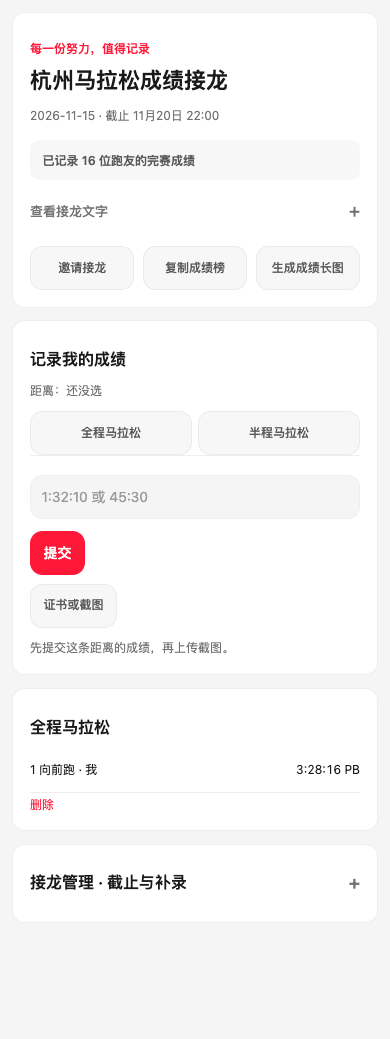 每一份努力，值得记录
杭州马拉松成绩接龙
2026-11-15 · 截止 11月20日 22:00
已记录 16 位跑友的完赛成绩
查看接龙文字 +
邀请接龙 复制成绩榜 生成成绩长图
记录我的成绩
距离：还没选
全程马拉松 半程马拉松
1:32:10 或 45:30
提交
证书或截图
先提交这条距离的成绩，再上传截图。
全程马拉松
1 向前跑 · 我 3:28:16 PB
删除
接龙管理 · 截止与补录 +